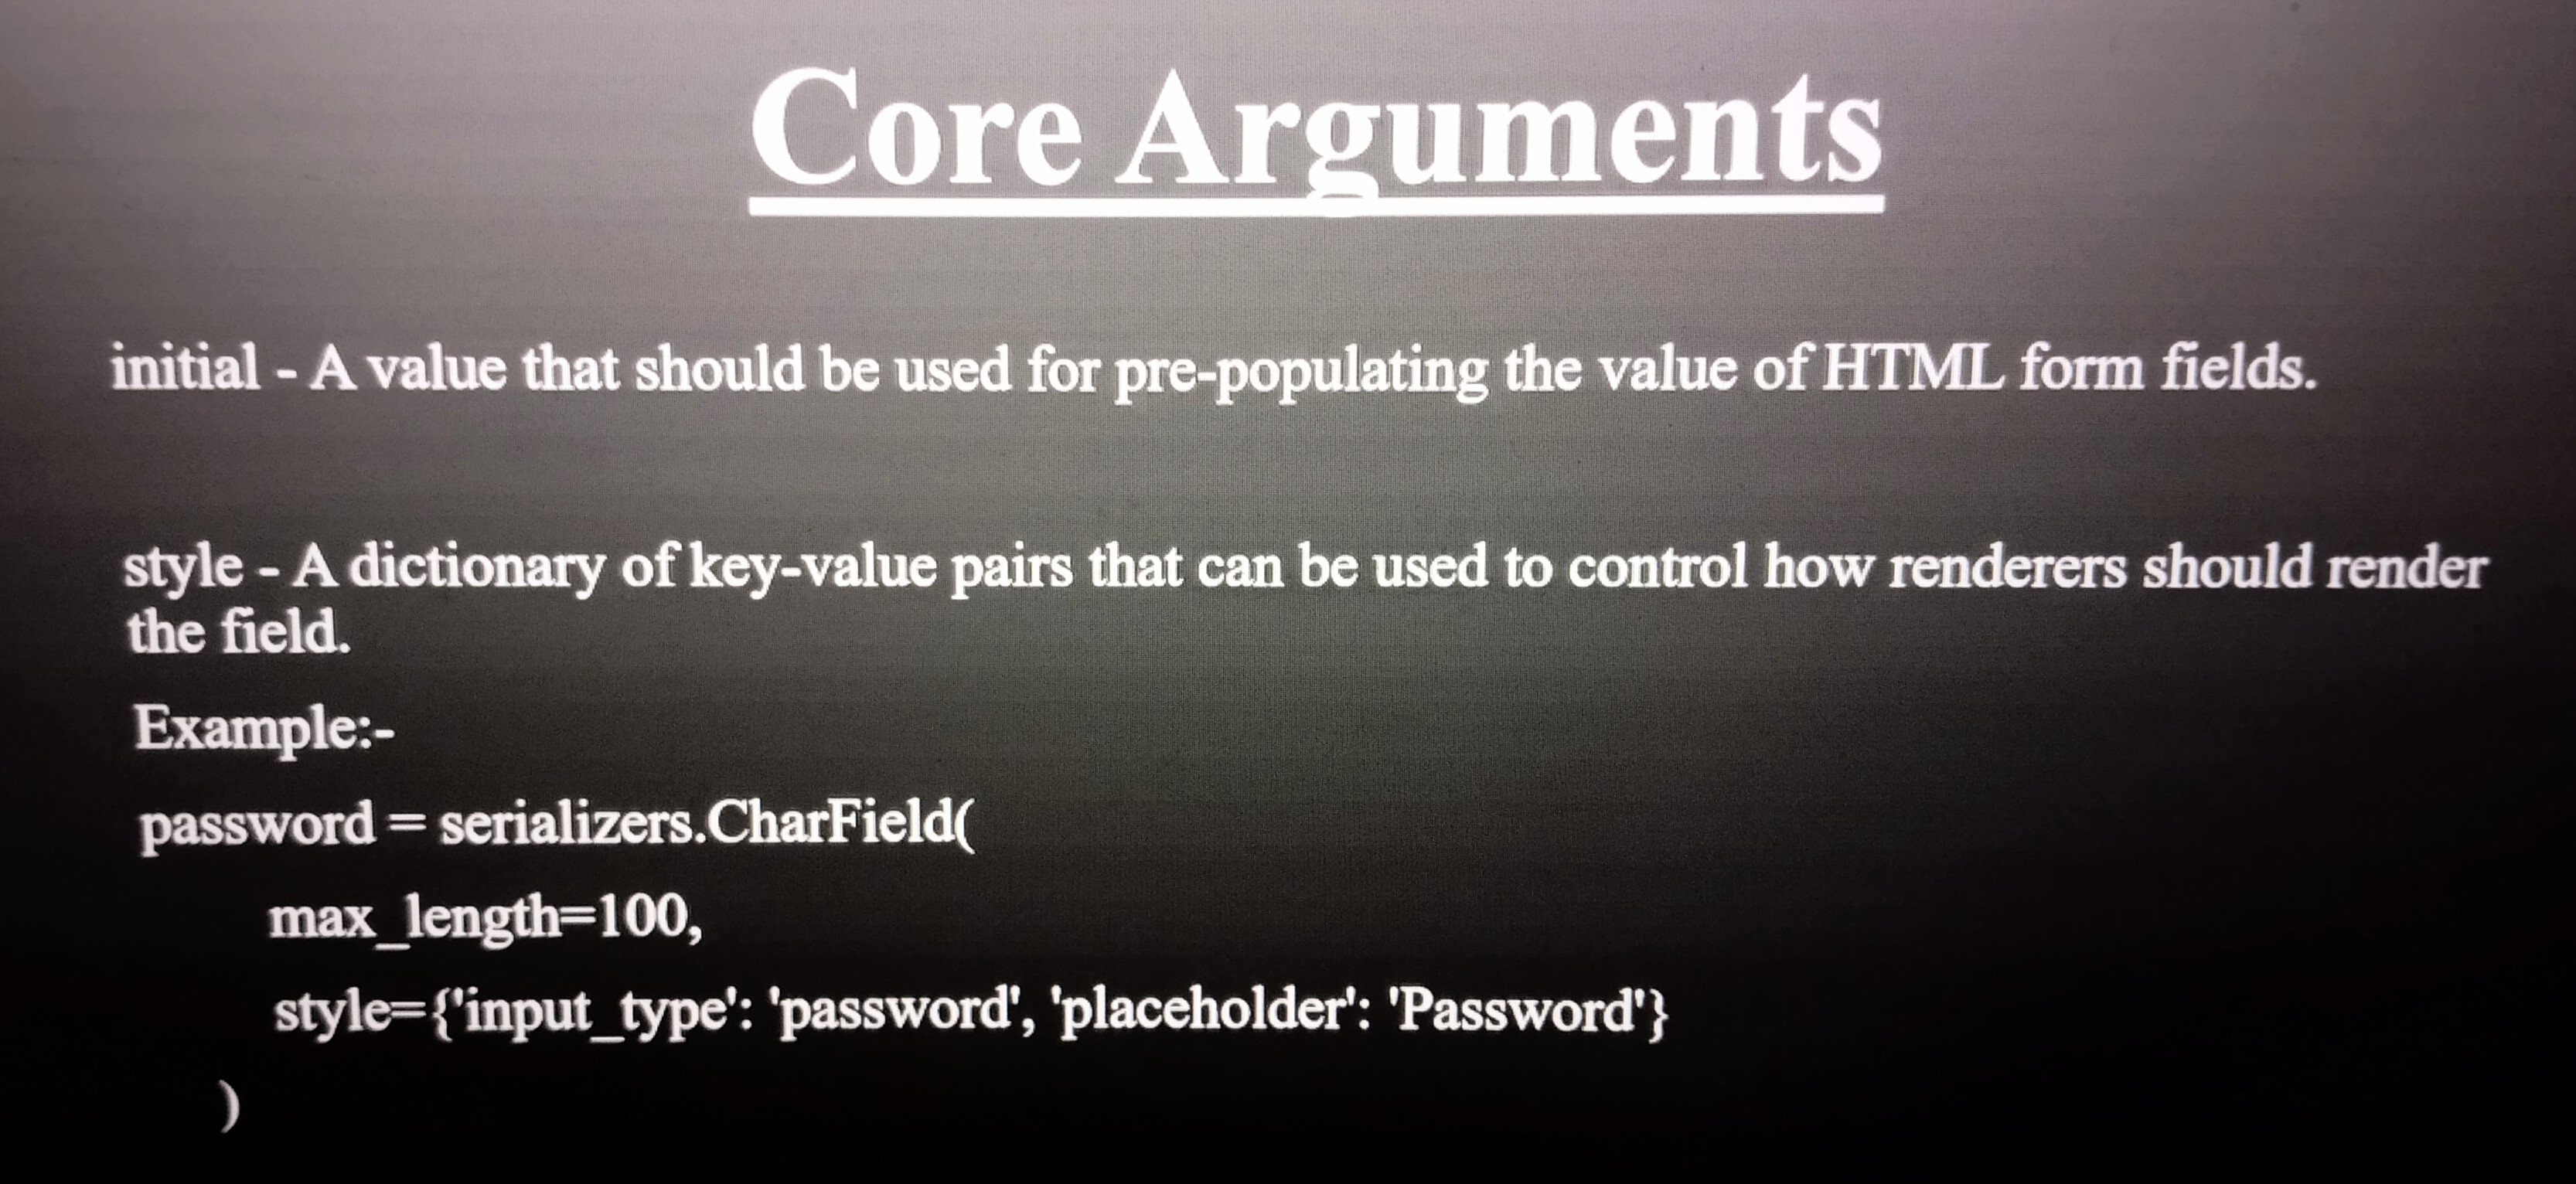 Core Arguments
initial - A value that should be used for pre-populating the value of HTML form fields.
style - A dictionary of key-value pairs that can be used to control how renderers should render
the field.
Example:-
password = serializers.CharField(
max_length=100,
style={'input_type': 'password', 'placeholder': 'Password'}
)